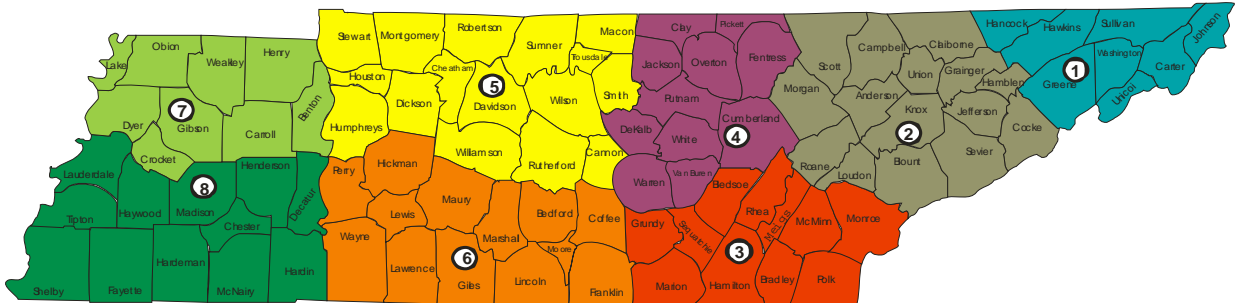 Lake
Obion
Weakley
Henry
Dyer
7
Gibson
Carroll
Benton
Crocket
Lauderdale
Tipton
Haywood
8
Madison
Henderson
Decatur
Chester
Shelby
Fayette
Hardeman
McNairy
Hardin
Stewart
Montgomery
Robertson
Sumner
Macon
Trousdale
Houston
Cheatham
5
Dickson
Davidson
Wilson
Smith
Humphreys
Williamson
Rutherford
Cannon
Perry
Hickman
Lewis
Maury
Bedford
Coffee
Wayne
Marshal
Moore
Lawrence
6
Giles
Lincoln
Franklin
Clay
Pickett
Jackson
Overton
Fentress
Putnam
DeKalb
White
Cumberland
4
Warren
Van Buren
Bledsoe
Rhea
Grundy
Sequatchie
Meigs
McMinn
Monroe
3
Marion
Hamilton
Bradley
Polk
Scott
Campbell
Claiborne
Morgan
Union
Grainger
Hamblen
Anderson
Knox
Jefferson
2
Cocke
Roane
Loudon
Blount
Sevier
Hancock
Hawkins
Sullivan
Johnson
Washington
1
Greene
Carter
Unicoi